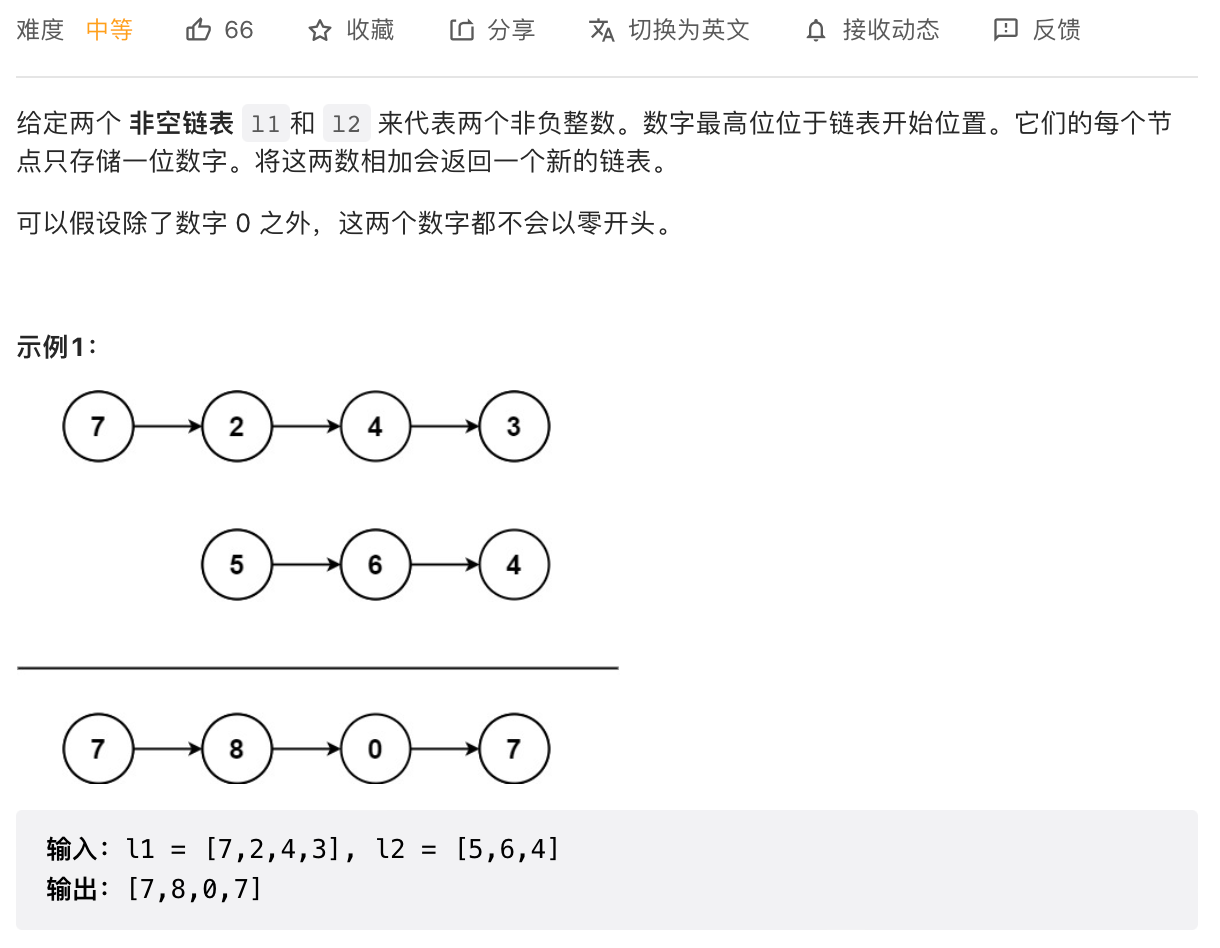 难度 中等 66 收藏 分享 切换为英文 接收动态 反馈
给定两个 非空链表 l1 和 l2 来代表两个非负整数。数字最高位位于链表开始位置。它们的每个节
点只存储一位数字。将这两数相加会返回一个新的链表。
可以假设除了数字 0 之外，这两个数字都不会以零开头。
示例1：
7 2 4 3
5 6 4
7 8 0 7
输入：l1 = [7,2,4,3], l2 = [5,6,4]
输出：[7,8,0,7]